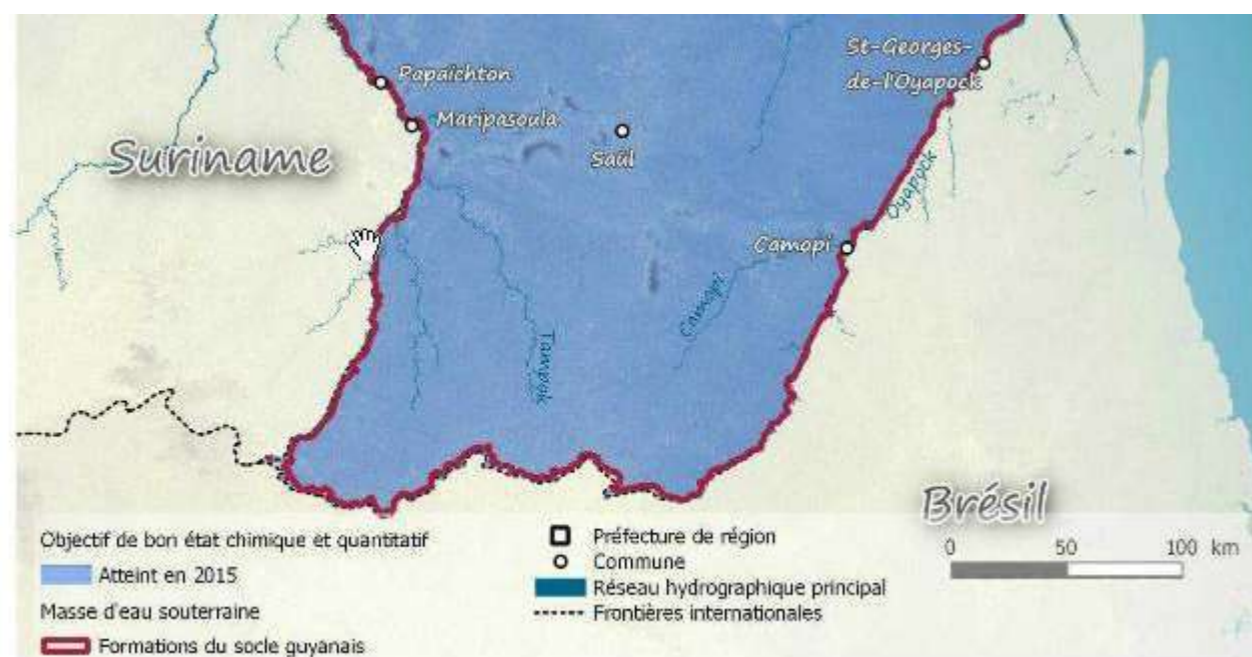 St-Georges-
de-l'Oyapock
Papaïchton
Maripasoula
Saül
Suriname
Oyapock
Camopi
Camopi
Tampok
Brésil
Objectif de bon état chimique et quantitatif
Atteint en 2015
Masse d'eau souterraine
Formations du socle guyanais
Préfecture de région
Commune
Réseau hydrographique principal
Frontières internationales
0 50 100 km